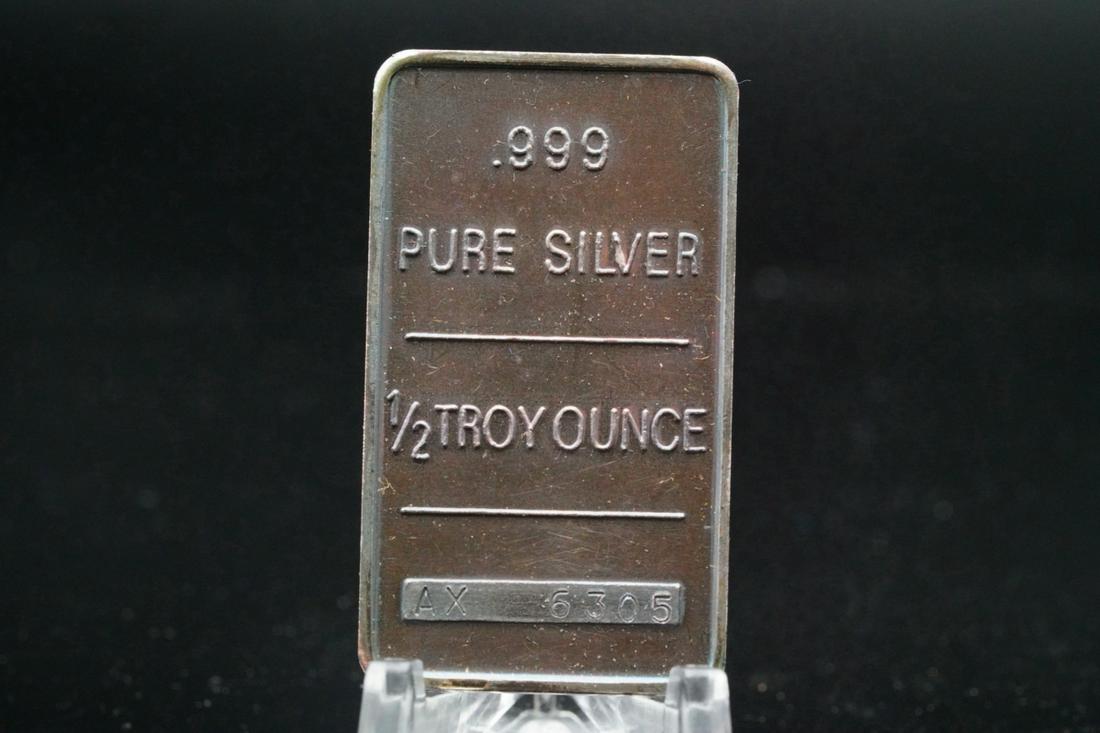 .999
PURE SILVER
1/2 TROY OUNCE
AX 6305